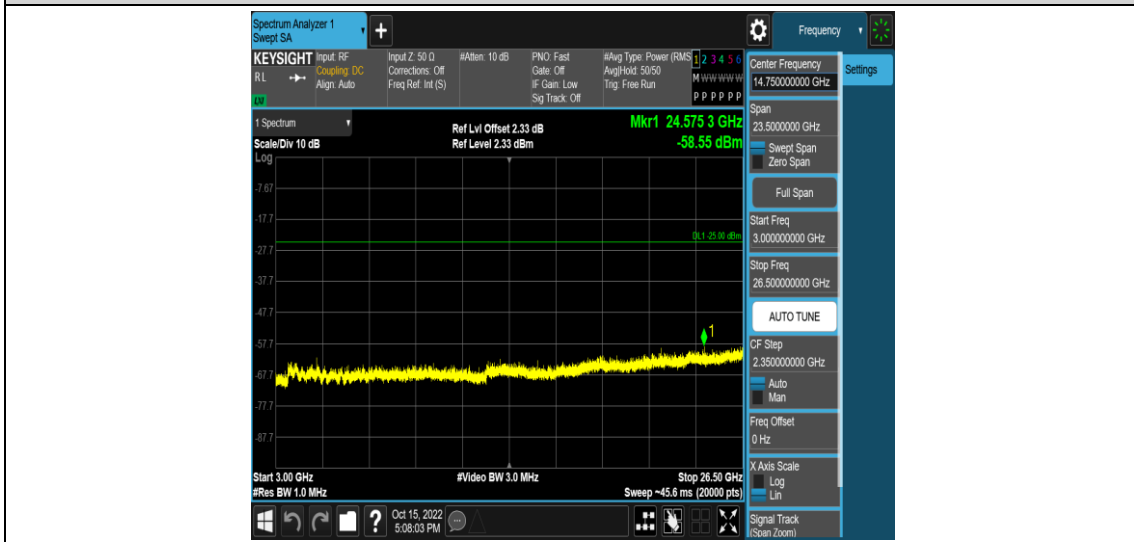 Spectrum Analyzer 1
Swept SA
+
Frequency
KEYSIGHT
RL
Input: RF
Coupling: DC
Align: Auto
Input Z: 50 Ω
Corrections: Off
Freq Ref: Int (S)
#Atten: 10 dB
PNO: Fast
Gate: Off
IF Gain: Low
Sig Track: Off
#Avg Type: Power (RMS
Avg|Hold: 50/50
Trig: Free Run
1 2 3 4 5 6
M W W W W W
P P P P P P
1 Spectrum
Scale/Div 10 dB
Log
Ref Lvl Offset 2.33 dB
Ref Level 2.33 dBm
Mkr1 24.575 3 GHz
-58.55 dBm
-7.67
-17.7
DL1 -25.00 dBm
-27.7
-37.7
-47.7
1
-57.7
-67.7
-77.7
-87.7
Start 3.00 GHz
#Res BW 1.0 MHz
#Video BW 3.0 MHz
Stop 26.50 GHz
Sweep ~45.6 ms (20000 pts)
?
Oct 15, 2022
5:08:03 PM
Center Frequency
14.750000000 GHz
Settings
Span
23.5000000 GHz
Swept Span
Zero Span
Full Span
Start Freq
3.000000000 GHz
Stop Freq
26.500000000 GHz
AUTO TUNE
CF Step
2.350000000 GHz
Auto
Man
Freq Offset
0 Hz
X Axis Scale
Log
Lin
Signal Track
(Span Zoom)